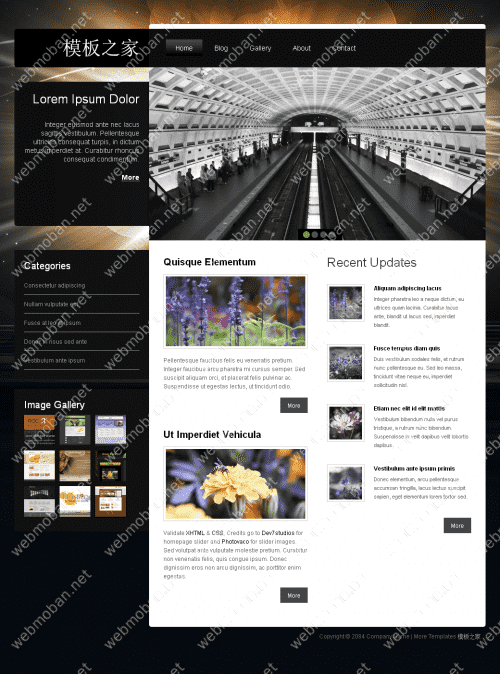 模板之家
Home Blog Gallery About Contact
Lorem Ipsum Dolor
Integer euismod ante nec lacus
sagittis vestibulum. Pellentesque
ultricies consequat turpis, in dictum
metus imperdiet at. Curabitur rhoncus
consequat condimentum.
More
Categories
Consectetur adipiscing
Nullam vulputate
Fusce at ipsum
Donec risus sed ante
Vestibulum ante ipsum
Image Gallery
Quisque Elementum
Pellentesque faucibus felis eu venenatis pretium.
Integer faucibus arcu pharetra mi cursus semper. Sed
suscipit aliquam orci, et placerat felis pulvinar ac.
Suspendisse ut egestas lectus, ut tincidunt odio.
More
Ut Imperdiet Vehicula
Validate XHTML & CSS. Credits go to Dev7studios for
homepage slider and Photovaco for slider images.
Sed volutpat ante vulputate molestie pretium. Curabitur
non venenatis felis, quis congue ipsum. Donec
dignissim eros non arcu dignissim, ac porttitor enim
egestas.
More
Recent Updates
Aliquam adipiscing lacus
Integer pharetra leo a neque dictum, eu
ultrices quam lacinia. Curabitur lacus
ante, blandit ut lacus sed, imperdiet
blandit.
Fusce tempus diam quis
Duis vestibulum sodales felis, at rutrum
nunc pellentesque eu. Sed leo massa,
tincidunt vitae neque eu, imperdiet
sollicitudin nisl.
Etiam nec elit id elit mattis
Vestibulum bibendum nulla vel purus
tristique, a rutrum nunc bibendum.
Suspendisse in velit dapibus velit lobortis
dapibus.
Vestibulum ante ipsum primis
Donec elementum, arcu pellentesque
accumsan fringilla, lacus lectus suscipit
sapien, eget elementum lorem tortor sed.
More
Copyright © 2084 Company Name | More Templates 模板之家
webmoban.net